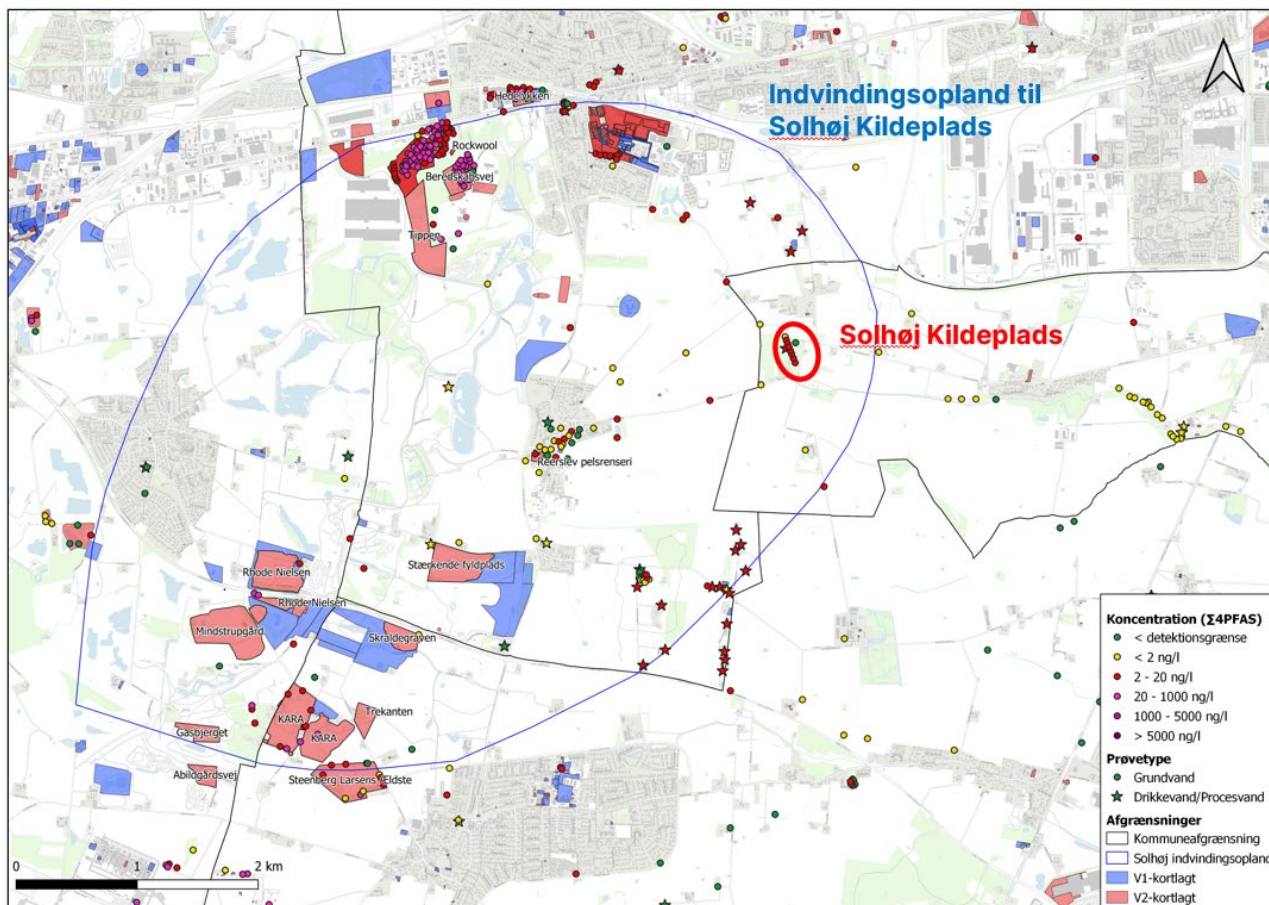 Indvindingsopland til
Solhøj Kildeplads
Hedelykken
Rockwool
Beredskabsvej
Tippen
Solhøj Kildeplads
Reerslev pelsrenseri
Stærkende fyldplads
Rhode Nielsen
Rhode Nielsen
Mindstrupgård
Skraldegraven
Trekanten
KARA
KARA
Gasbjerget
Abildgårdsvej
Steenberg Larsens Ældste
0 1 2 km
Koncentration (Σ4PFAS)
< detektionsgrænse
< 2 ng/l
2 - 20 ng/l
20 - 1000 ng/l
1000 - 5000 ng/l
> 5000 ng/l
Prøvetype
Grundvand
Drikkevand/Procesvand
Afgrænsninger
Kommuneafgrænsning
Solhøj indvindingsopland
V1-kortlagt
V2-kortlagt